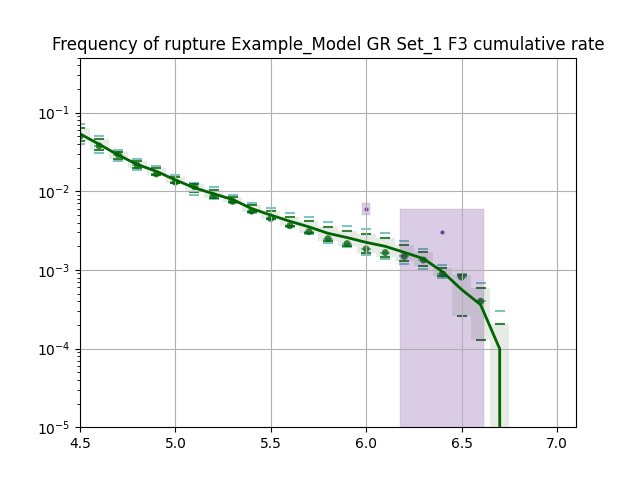 Frequency of rupture Example_Model GR Set_1 F3 cumulative rate
10⁻¹
10⁻²
10⁻³
10⁻⁴
10⁻⁵
4.5 5.0 5.5 6.0 6.5 7.0